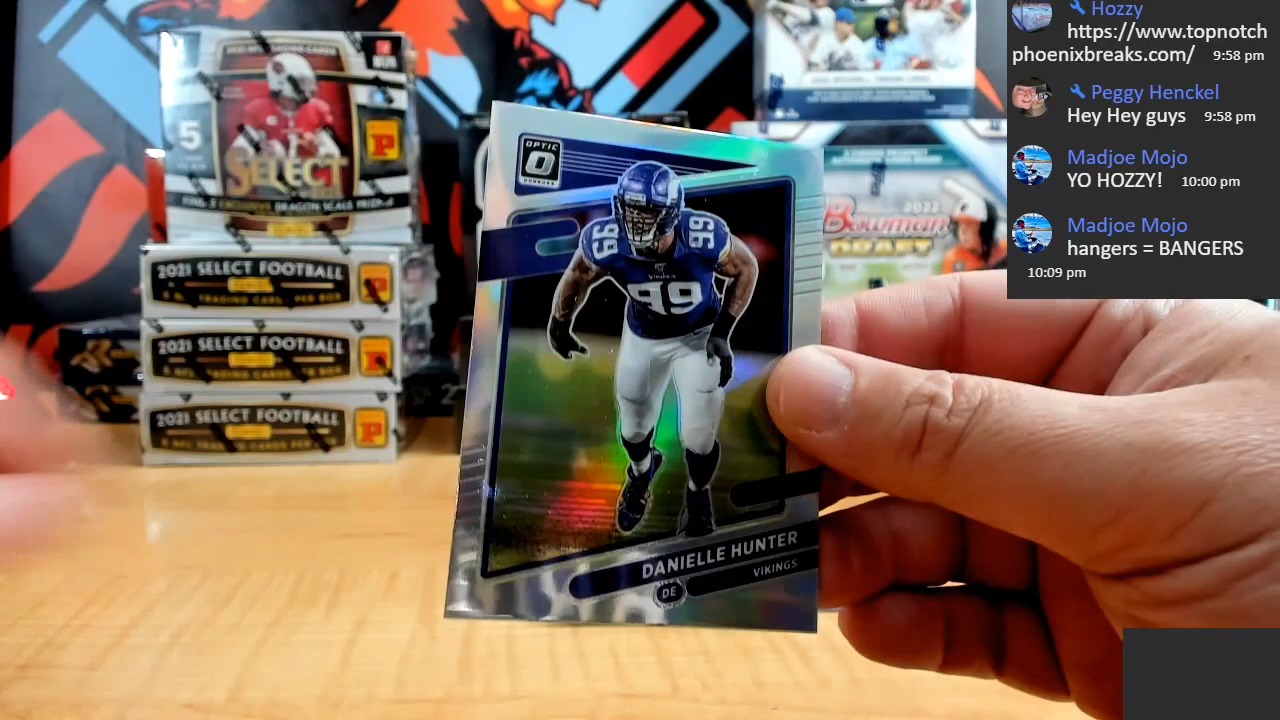 Hozzy
https://www.topnotch
phoenixbreaks.com/ 9:58 pm
Peggy Henckel
Hey Hey guys 9:58 pm
Madjoe Mojo
YO HOZZY! 10:00 pm
Madjoe Mojo
hangers = BANGERS
10:09 pm
5
SELECT
2021 SELECT FOOTBALL
2021 SELECT FOOTBALL
2021 SELECT FOOTBALL
OPTIC
DONRUSS
99
99
VIKINGS
99
DANIELLE HUNTER
VIKINGS
DE
2022
Bowman
DRAFT